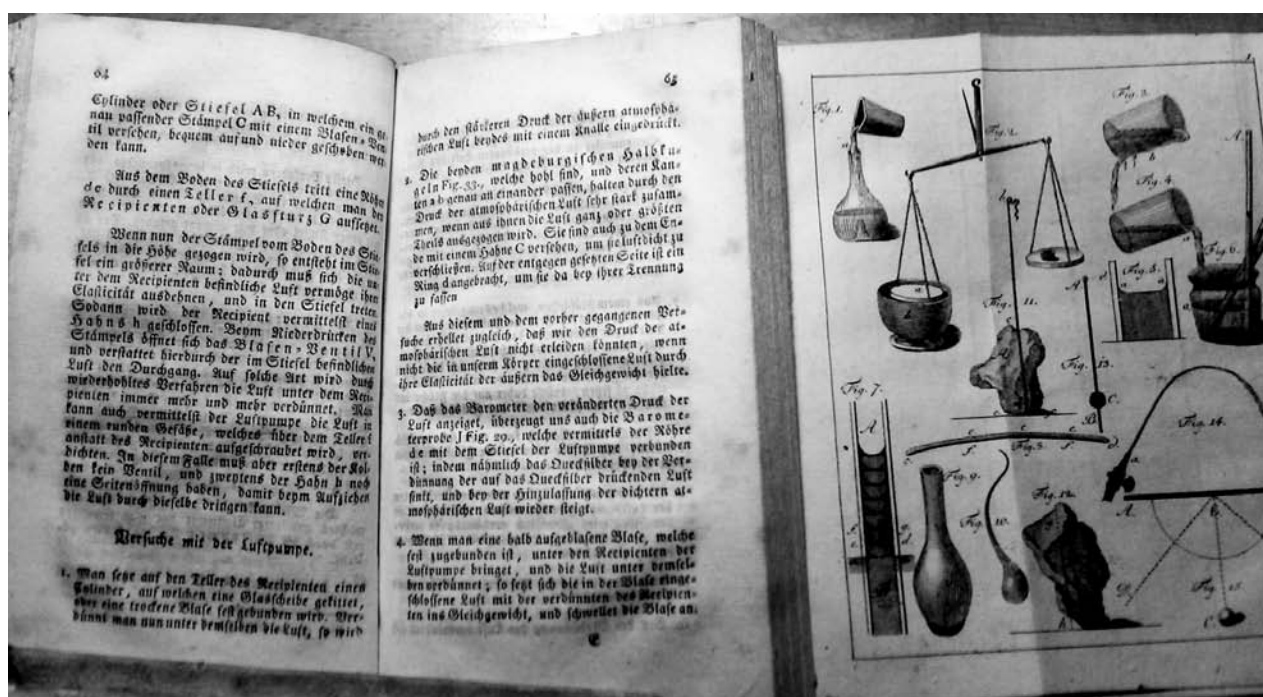 64
Cylinder oder Stiefel AB, in welchem ein ge-
nau passender Stämpel C mit einem Blasen-Ven-
til versehen, bequem auf und nieder geschoben wer-
den kann.
Aus dem Boden des Stiefels tritt eine Röhre
de durch einen Teller f, auf welchen man den
Recipienten oder Glassturz G aufsetzet.
Wenn nun der Stämpel vom Boden des Stie-
fels in die Höhe gezogen wird, so entsteht im Stie-
fel ein größerer Raum; dadurch muß sich die un-
ter dem Recipienten befindliche Luft vermöge ihrer
Elasticität ausdehnen, und in den Stiefel treten.
Sodann wird der Recipient vermittelst eines
Hahns h geschlossen. Beym Niederdrücken des
Stämpels öffnet sich das Blasen-Ventil V,
und verstattet hierdurch der im Stiefel befindlichen
Luft den Durchgang. Auf solche Art wird durch
wiederhohltes Verfahren die Luft unter dem Reci-
pienten immer mehr und mehr verdünnet. Man
kann auch vermittelst der Luftpumpe die Luft in
einem runden Gefäße, welches über dem Teller f
anstatt des Recipienten aufgeschraubet wird, ver-
dichten. In diesem Falle muß aber erstens der Kol-
ben kein Ventil, und zweytens der Hahn h noch
eine Seitenöffnung haben, damit beym Aufziehen
die Luft durch dieselbe dringen kann.
Versuche mit der Luftpumpe.
1. Man setze auf den Teller des Recipienten einen
Cylinder, auf welchen eine Glasscheibe gekittet,
oder eine trockene Blase fest gebunden wird. Ver-
dünnt man nun unter demselben die Luft, so wird
65
durch den stärkeren Druck der äußern atmosphä-
rischen Luft beydes mit einem Knalle eingedrückt.
2. Die beyden magdeburgischen Halbku-
geln Fig. 33., welche hohl sind, und deren Kan-
ten a b genau an einander passen, halten durch den
Druck der atmosphärischen Luft sehr stark zusam-
men, wenn aus ihnen die Luft ganz oder größten
Theils ausgezogen wird. Sie sind auch zu dem En-
de mit einem Hahne C versehen, um sie luftdicht zu
verschließen. Auf der entgegen gesetzten Seite ist ein
Ring d angebracht, um sie da bey ihrer Trennung
zu fassen
Aus diesem und dem vorher gegangenen Ver-
suche erhellet zugleich, daß wir den Druck der at-
mosphärischen Luft nicht erleiden könnten, wenn
nicht die in unserm Körper eingeschlossene Luft durch
ihre Elasticität der äußern das Gleichgewicht hielte.
3. Daß das Barometer den veränderten Druck der
Luft anzeiget, überzeugt uns auch die Barome-
terprobe J Fig. 29., welche vermittels der Röhre
de mit dem Stiefel der Luftpumpe verbunden
ist; indem nähmlich das Quecksilber bey der Ver-
dünnung der auf das Quecksilber drückenden Luft
sinkt, und bey der Hinzulassung der dichtern at-
mosphärischen Luft wieder steigt.
4. Wenn man eine halb aufgeblasene Blase, welche
fest zugebunden ist, unter den Recipienten der
Luftpumpe bringet, und die Luft unter demsel-
ben verdünnet; so setzt sich die in der Blase einge-
schlossene Luft mit der verdünnten des Recipien-
ten ins Gleichgewicht, und schwellet die Blase an.
E
Fig. 1.
Fig. 2.
Fig. 3.
Fig. 4.
Fig. 5.
Fig. 6.
Fig. 7.
Fig. 9.
Fig. 10.
Fig. 11.
Fig. 12.
Fig. 13.
Fig. 14.
Fig. 15.